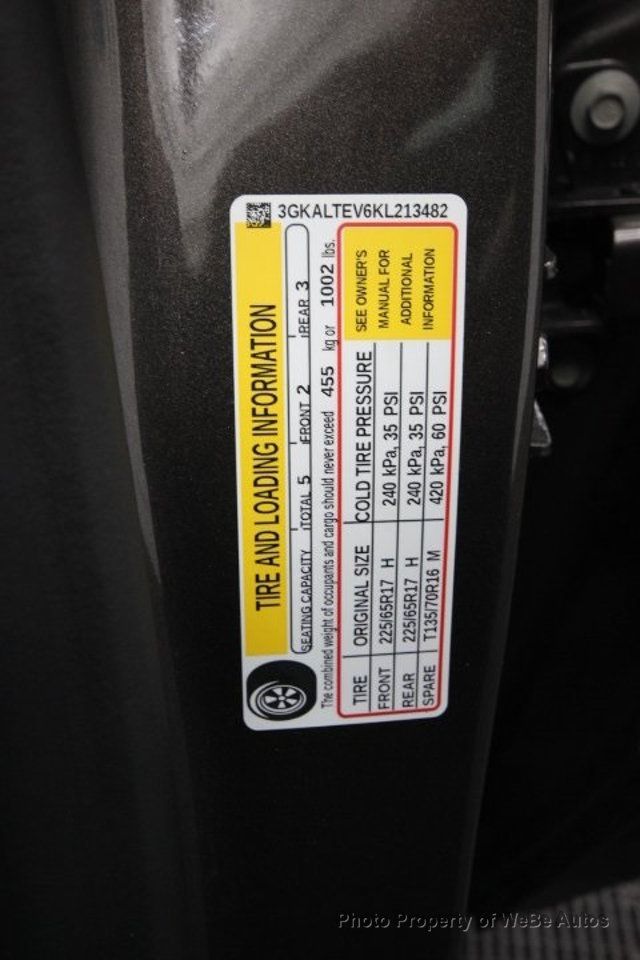 3GKALTEV6KL213482
TIRE AND LOADING INFORMATION
SEATING CAPACITY TOTAL 5 FRONT 2 REAR 3
The combined weight of occupants and cargo should never exceed 455 kg or 1002 lbs.
TIRE ORIGINAL SIZE COLD TIRE PRESSURE SEE OWNER'S
FRONT 225/65R17 H 240 kPa, 35 PSI MANUAL FOR
REAR 225/65R17 H 240 kPa, 35 PSI ADDITIONAL
SPARE T135/70R16 M 420 kPa, 60 PSI INFORMATION
Photo Property of WeBe Autos